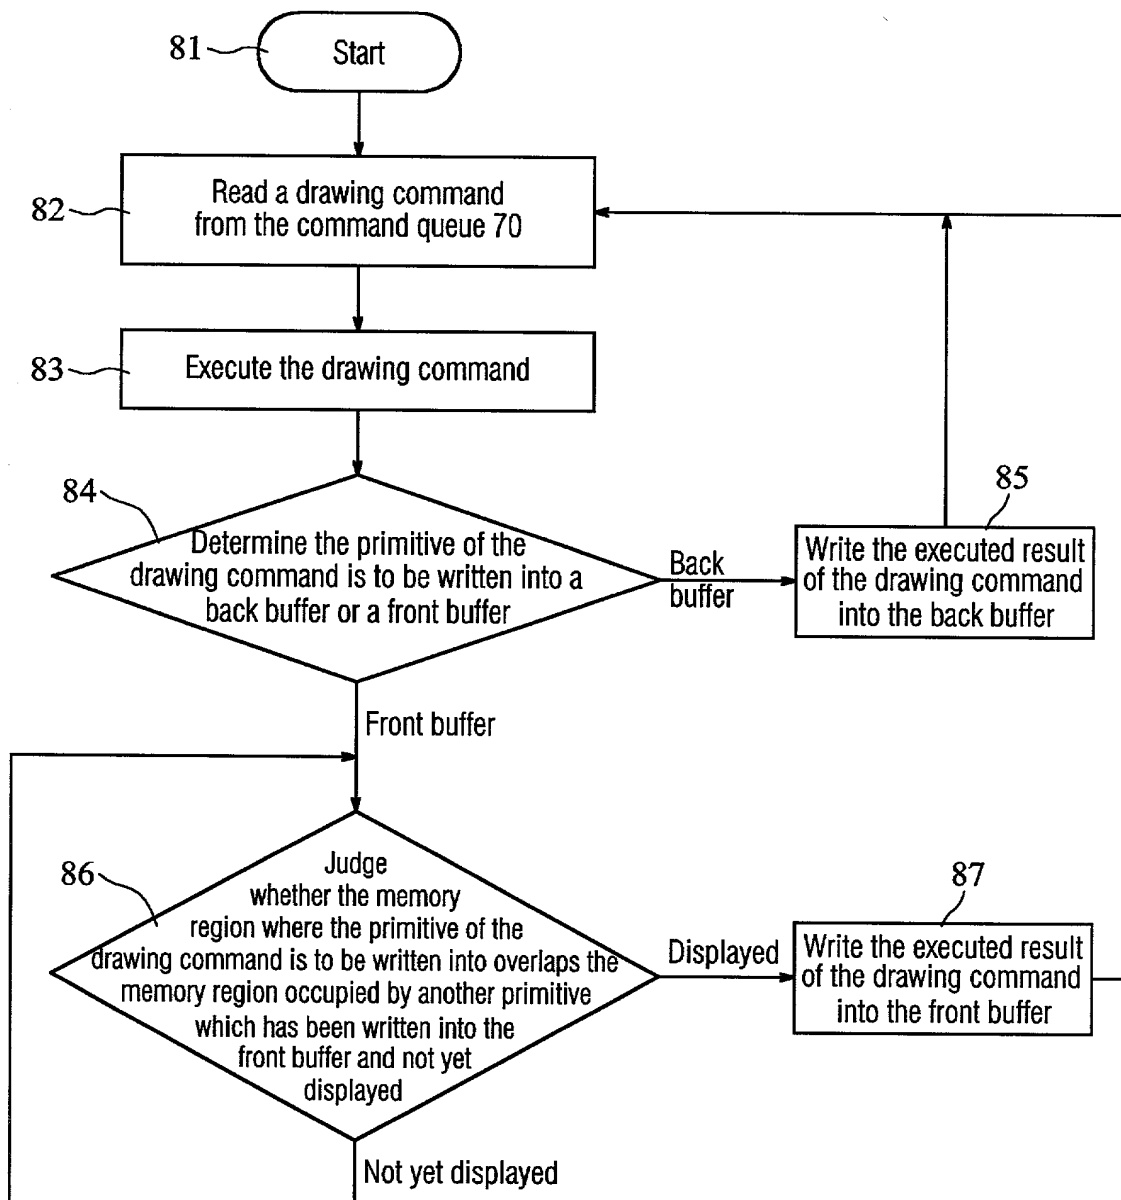 81
Start
82
Read a drawing command
from the command queue 70
83
Execute the drawing command
84
Determine the primitive of the
drawing command is to be written into a
back buffer or a front buffer
Back
buffer
85
Write the executed result
of the drawing command
into the back buffer
Front buffer
86
Judge
whether the memory
region where the primitive of the
drawing command is to be written into overlaps the
memory region occupied by another primitive
which has been written into the
front buffer and not yet
displayed
Displayed
87
Write the executed result
of the drawing command
into the front buffer
Not yet displayed